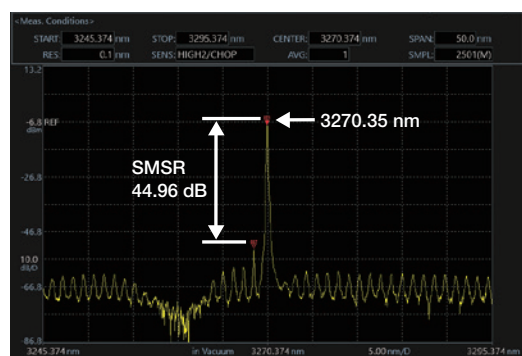 <Meas. Conditions>
START: 3245.374 nm STOP: 3295.374 nm CENTER: 3270.374 nm SPAN: 50.0 nm
RES: 0.1 nm SENS: HIGH2/CHOP AVG: 1 SMPL: 2501(M)
13.2
-6.8 REF
dBm
3270.35 nm
-26.8
SMSR
44.96 dB
-46.8
10.0
dB/D
-66.8
-86.8
3245.374 nm in Vacuum 3270.374 nm 5.00 nm/D 3295.374 nm